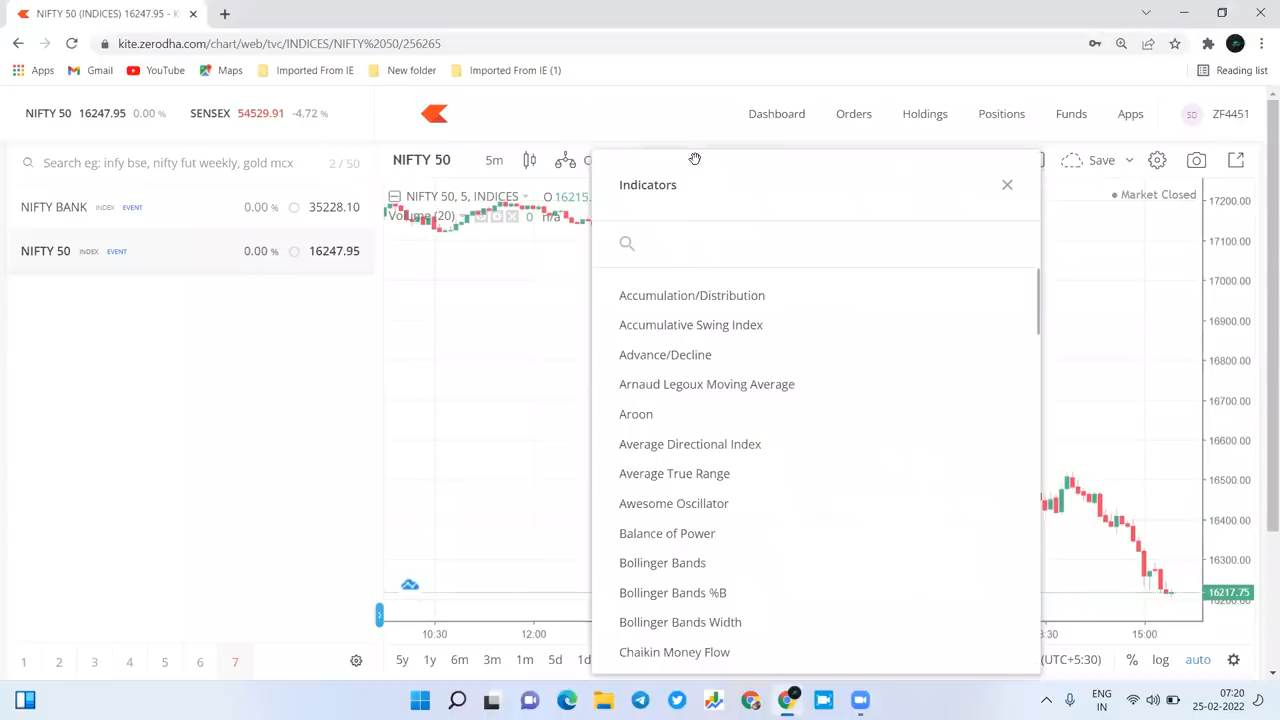 NIFTY 50 (INDICES) 16247.95 - K
kite.zerodha.com/chart/web/tvc/INDICES/NIFTY%2050/256265
Apps Gmail YouTube Maps Imported From IE New folder Imported From IE (1) Reading list
NIFTY 50 16247.95 0.00 % SENSEX 54529.91 -4.72 % Dashboard Orders Holdings Positions Funds Apps SD ZF4451
Search eg: infy bse, nifty fut weekly, gold mcx 2 / 50
NIFTY BANK INDEX EVENT 0.00 % 35228.10
NIFTY 50 INDEX EVENT 0.00 % 16247.95
NIFTY 50 5m Save
NIFTY 50, 5, INDICES O 16215.
Volume (20) 0 n/a
Market Closed
Indicators
Accumulation/Distribution
Accumulative Swing Index
Advance/Decline
Arnaud Legoux Moving Average
Aroon
Average Directional Index
Average True Range
Awesome Oscillator
Balance of Power
Bollinger Bands
Bollinger Bands %B
Bollinger Bands Width
Chaikin Money Flow
17200.00
17100.00
17000.00
16900.00
16800.00
16700.00
16600.00
16500.00
16400.00
16300.00
16217.75
10:30 12:00 15:00
5y 1y 6m 3m 1m 5d 1d (UTC+5:30) % log auto
1 2 3 4 5 6 7
ENG
IN
07:20
25-02-2022